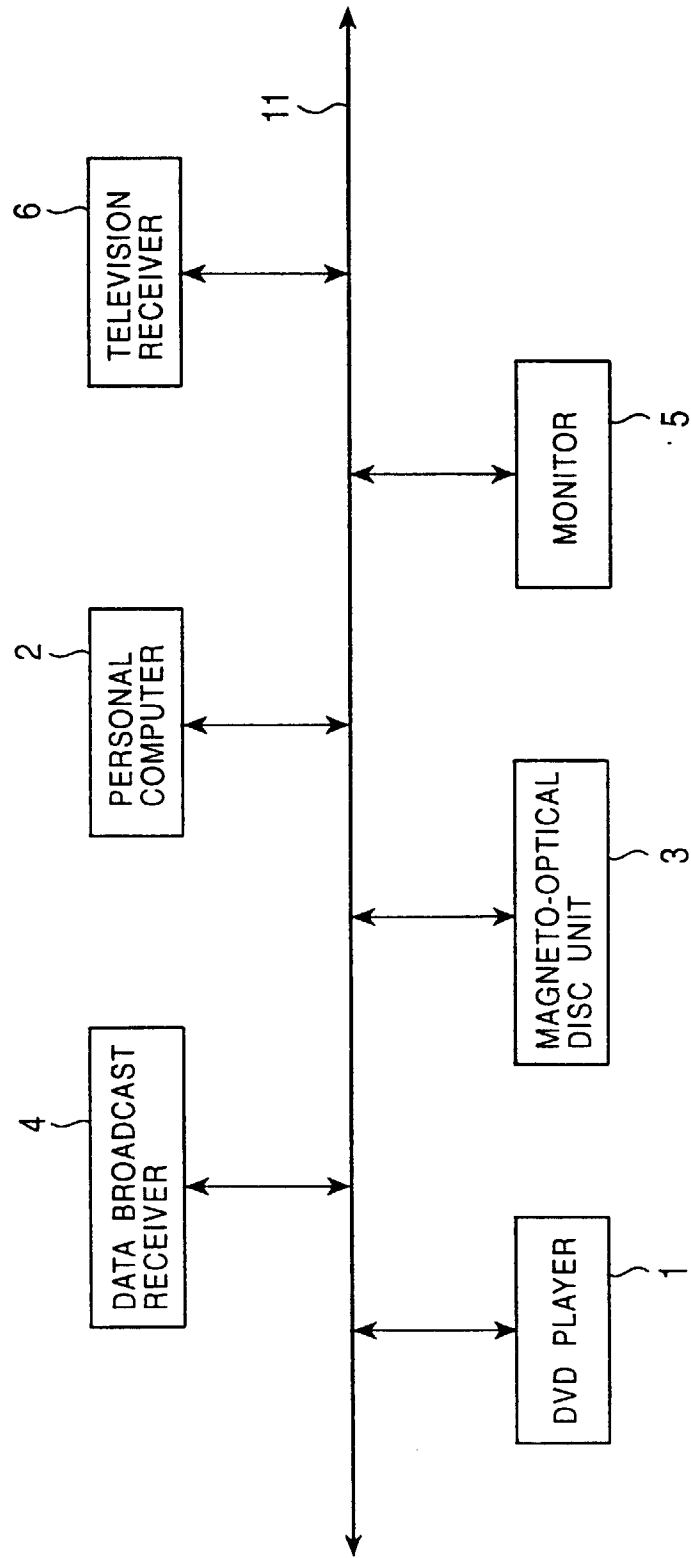 4
DATA BROADCAST
RECEIVER
2
PERSONAL
COMPUTER
6
TELEVISION
RECEIVER
11
DVD PLAYER
1
MAGNETO-OPTICAL
DISC UNIT
3
MONITOR
5